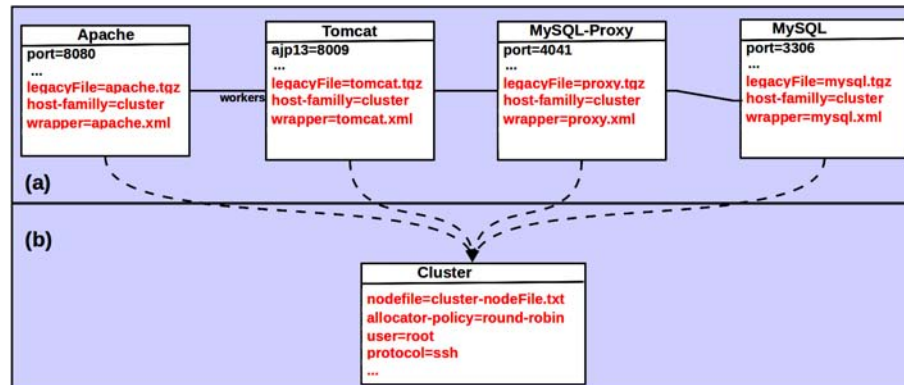 Apache
port=8080
...
legacyFile=apache.tgz
host-familly=cluster
wrapper=apache.xml
workers
Tomcat
ajp13=8009
...
legacyFile=tomcat.tgz
host-familly=cluster
wrapper=tomcat.xml
MySQL-Proxy
port=4041
...
legacyFile=proxy.tgz
host-familly=cluster
wrapper=proxy.xml
MySQL
port=3306
...
legacyFile=mysql.tgz
host-familly=cluster
wrapper=mysql.xml
(a)
(b)
Cluster
nodefile=cluster-nodeFile.txt
allocator-policy=round-robin
user=root
protocol=ssh
...